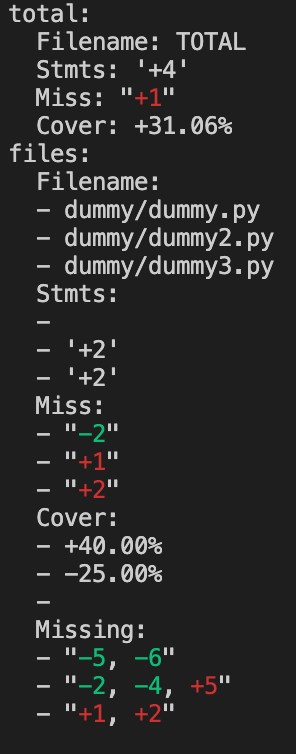 total:
  Filename: TOTAL
  Stmts: '+4'
  Miss: "+1"
  Cover: +31.06%
files:
  Filename:
  - dummy/dummy.py
  - dummy/dummy2.py
  - dummy/dummy3.py
  Stmts:
  -
  - '+2'
  - '+2'
  Miss:
  - "-2"
  - "+1"
  - "+2"
  Cover:
  - +40.00%
  - -25.00%
  -
  Missing:
  - "-5, -6"
  - "-2, -4, +5"
  - "+1, +2"